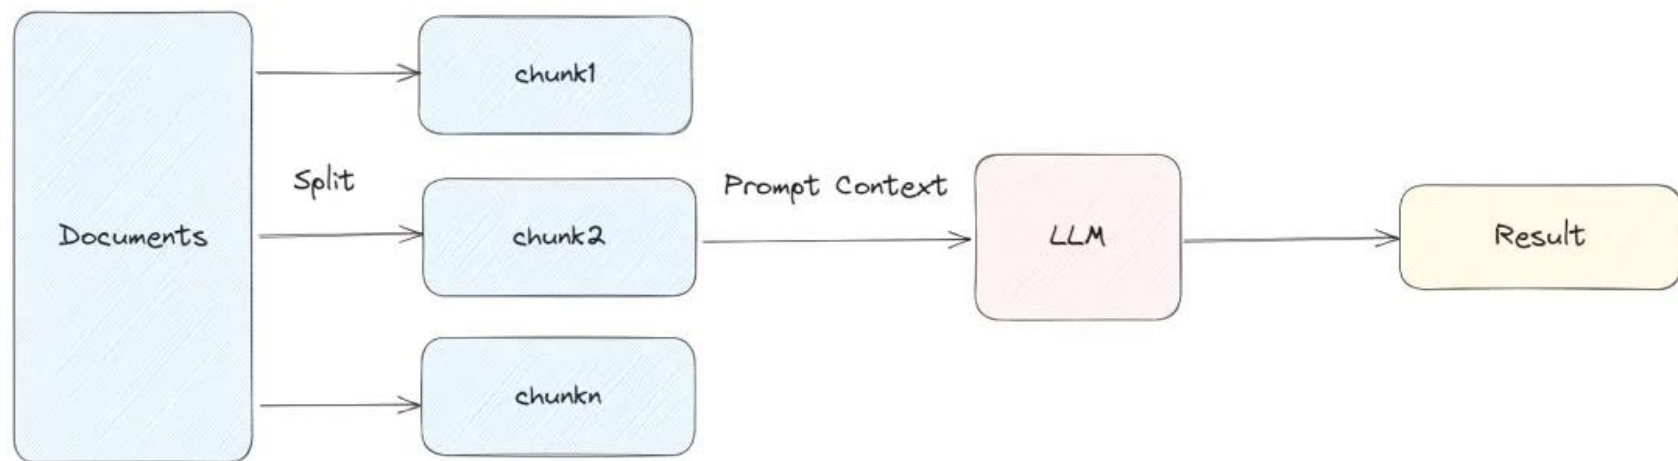 Documents
Split
chunk1
chunk2
chunkn
Prompt Context
LLM
Result